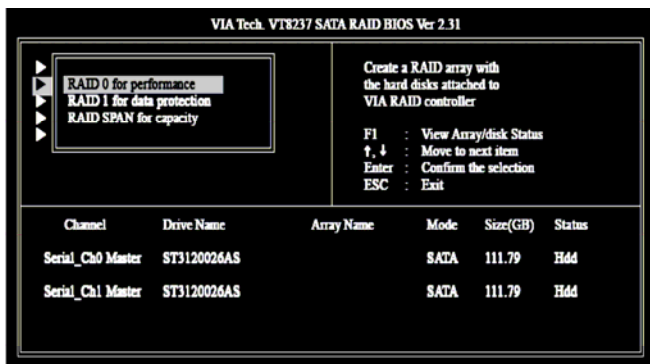 VIA Tech. VT8237 SATA RAID BIOS Ver 2.31
RAID 0 for performance
RAID 1 for data protection
RAID SPAN for capacity
Create a RAID array with
the hard disks attached to
VIA RAID controller
F1 : View Array/disk Status
↑, ↓ : Move to next item
Enter : Confirm the selection
ESC : Exit
Channel Drive Name Array Name Mode Size(GB) Status
Serial_Ch0 Master ST3120026AS SATA 111.79 Hdd
Serial_Ch1 Master ST3120026AS SATA 111.79 Hdd